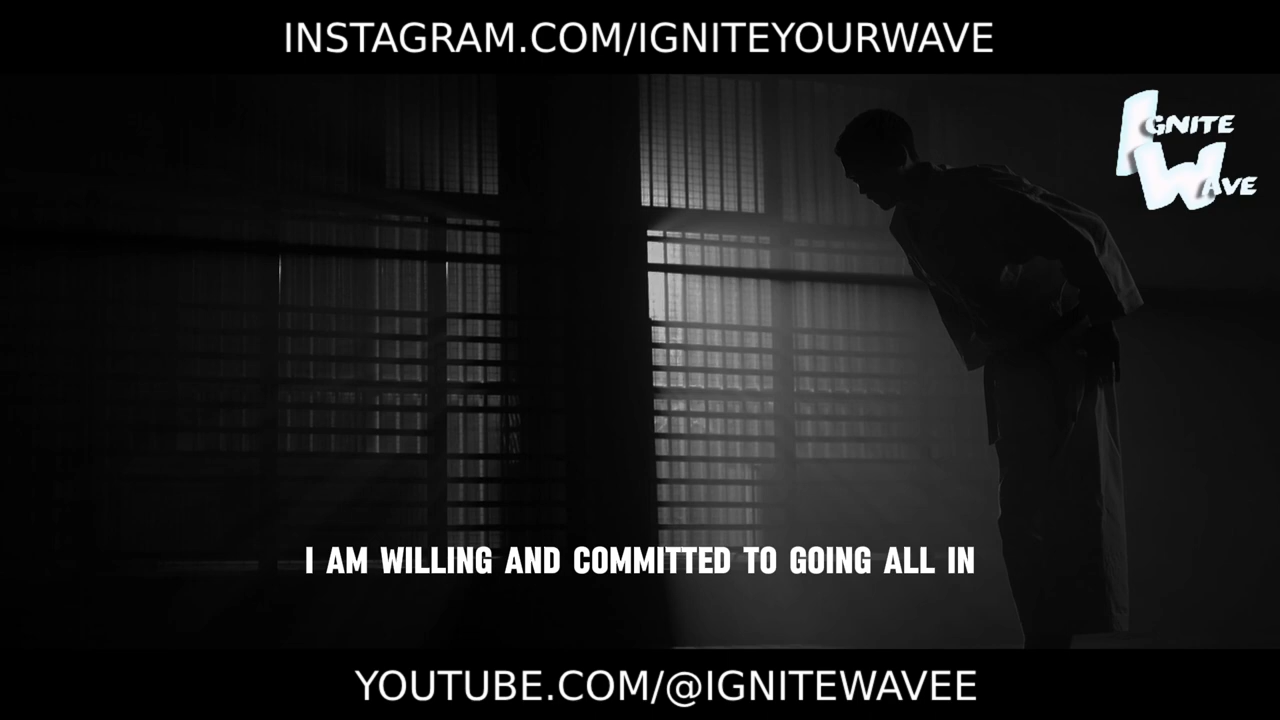 INSTAGRAM.COM/IGNITEYOURWAVE
IGNITE
WAVE
I AM WILLING AND COMMITTED TO GOING ALL IN
YOUTUBE.COM/@IGNITEWAVEE